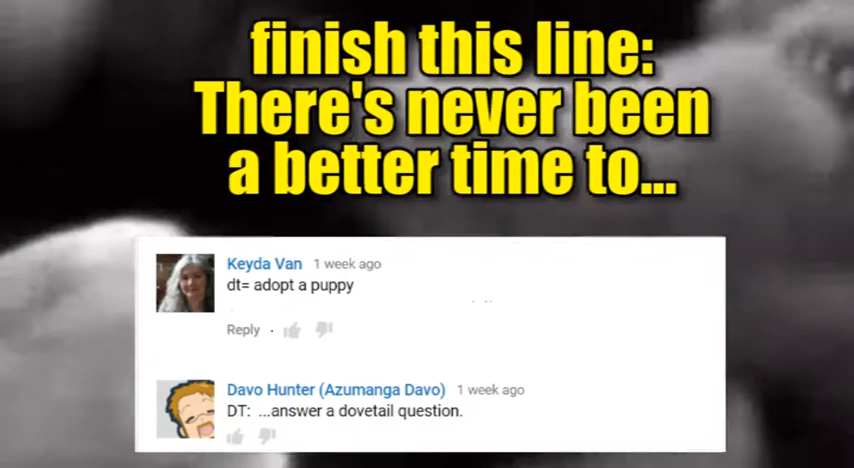 finish this line:
There's never been
a better time to...
Keyda Van 1 week ago
dt= adopt a puppy
Reply ·
Davo Hunter (Azumanga Davo) 1 week ago
DT: ...answer a dovetail question.